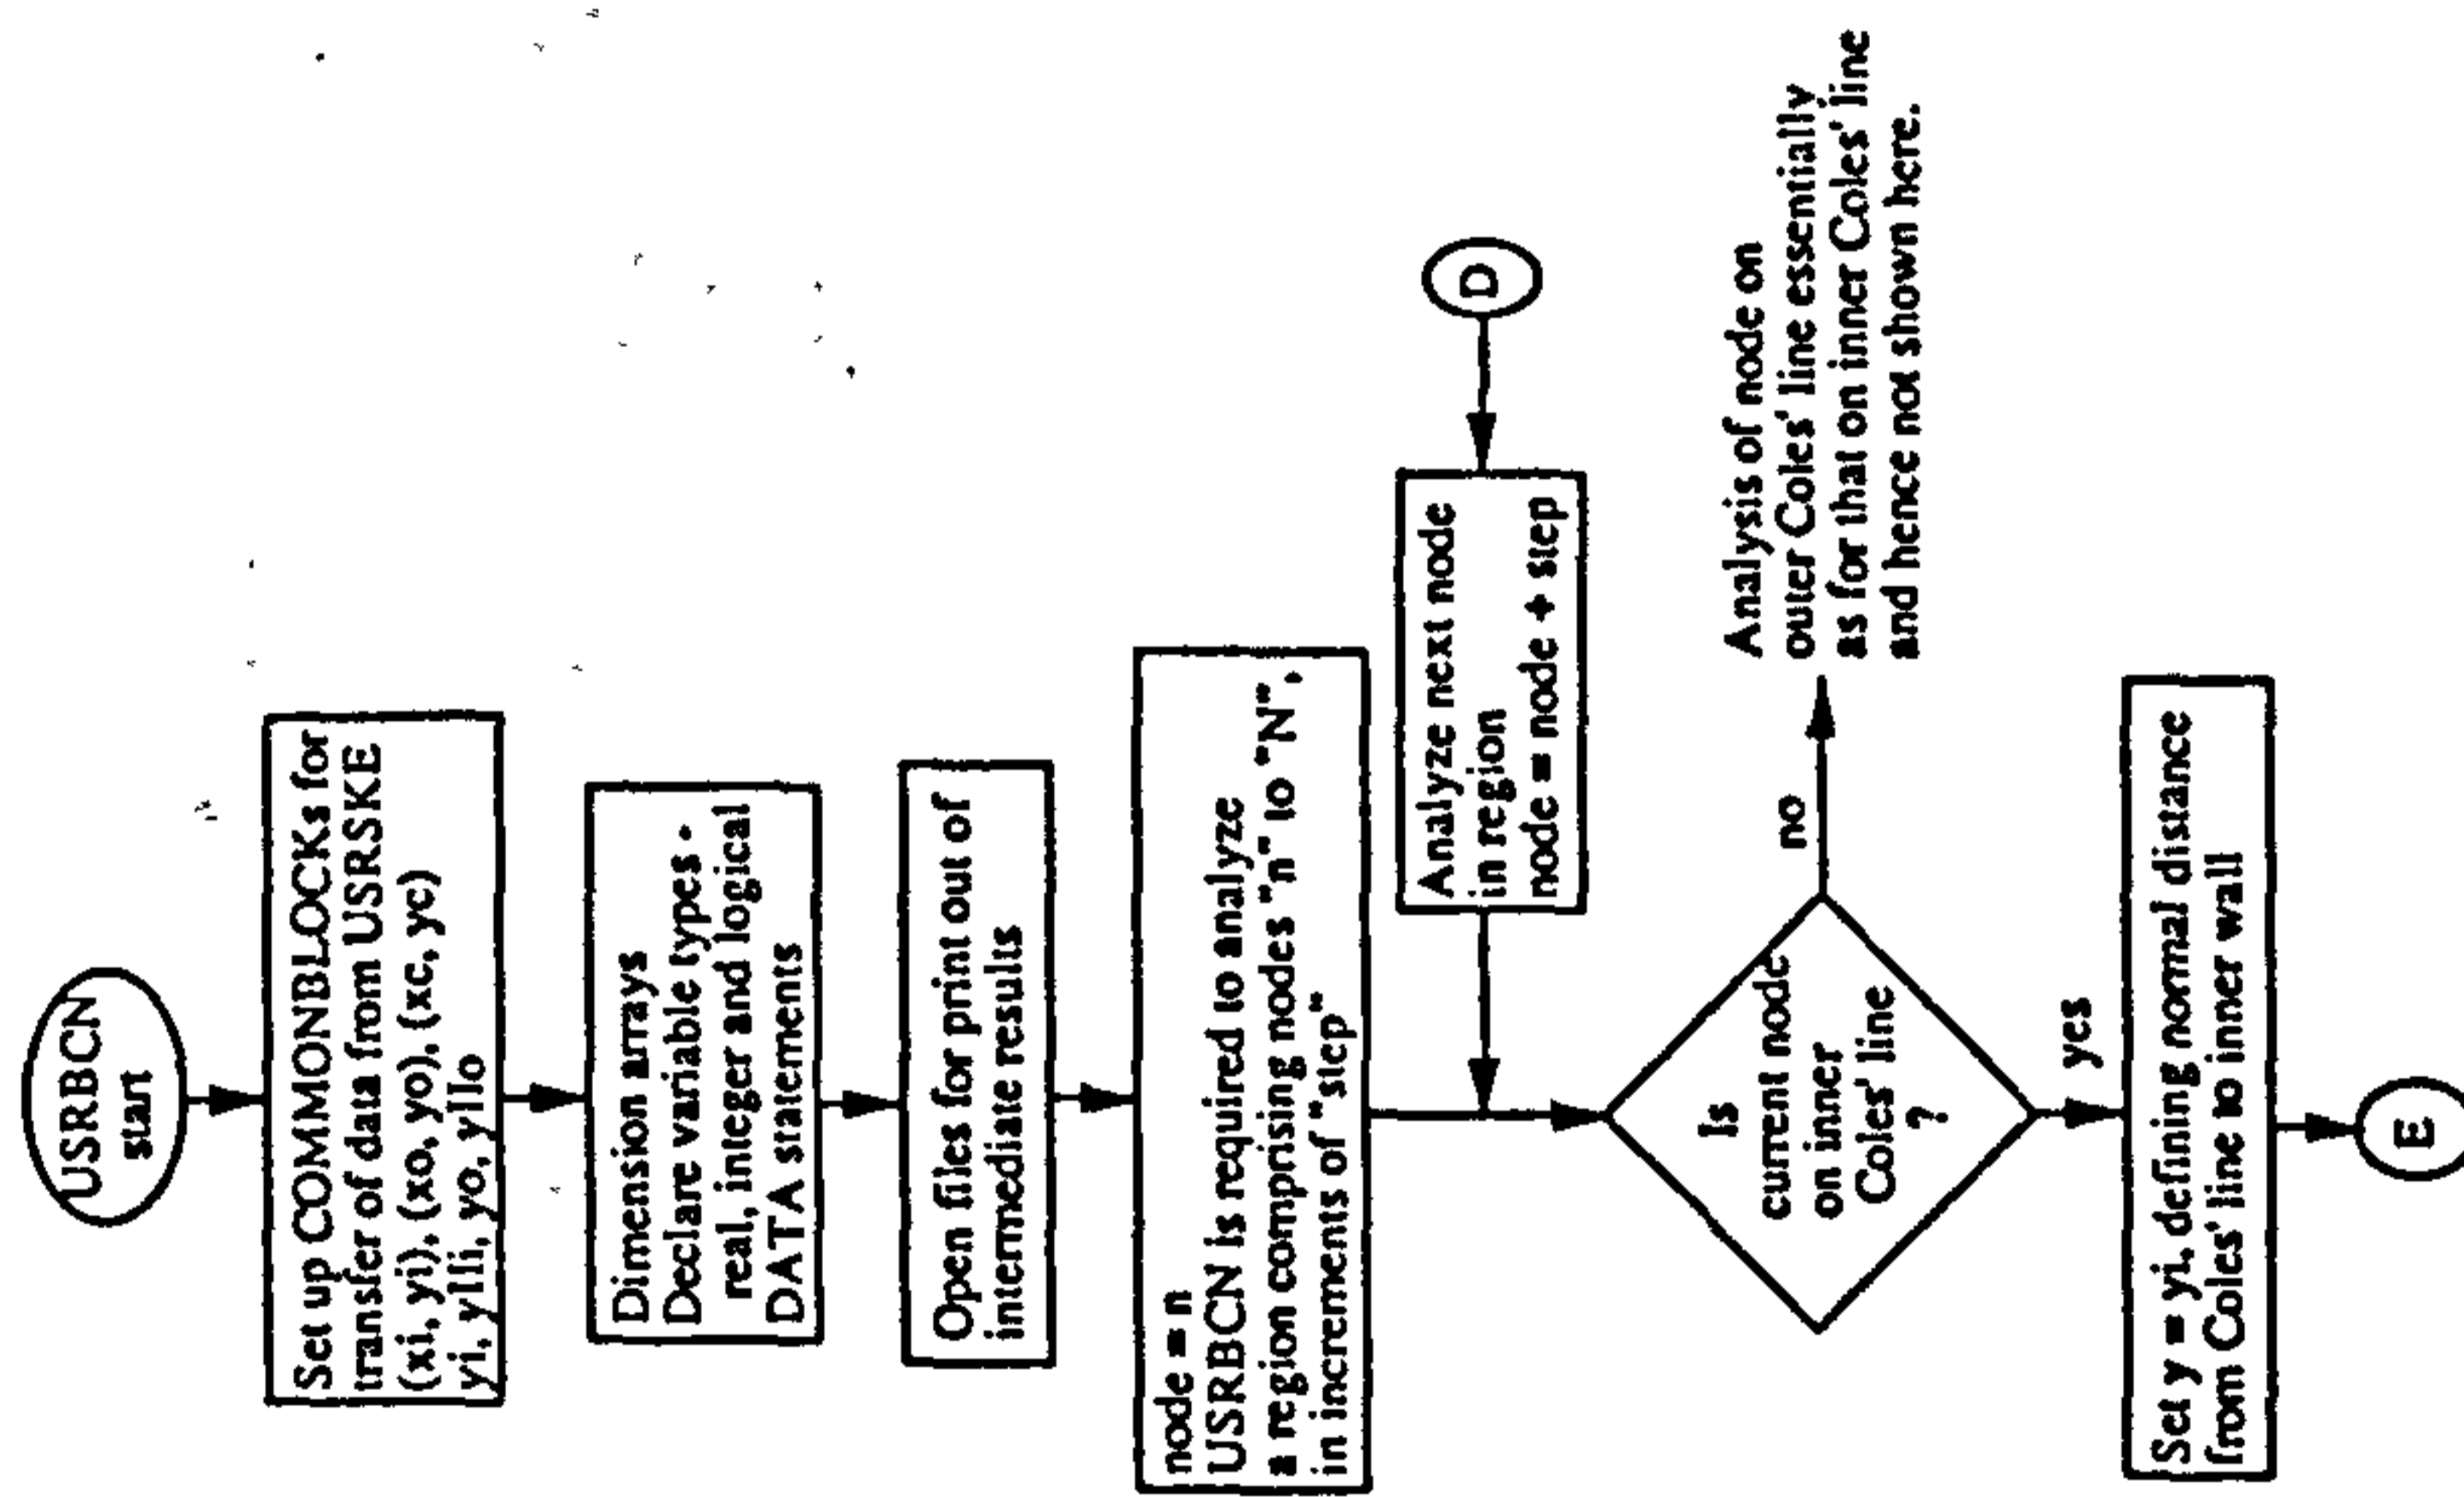 USRBCN
start
Set up COMMONBLOCKs for
transfer of data from USRSKE
(xi, yi), (xo, yo), (xc, yc)
yi, ylli, yo, yllo
Dimension arrays
Declare variable types -
real, integer and logical
DATA statements
Open files for print out of
intermediate results
node = n
USRBCN is required to analyze
a region comprising nodes "n" to "N",
in increments of "step"
D
Analyze next node
in region
node = node + step
Is
current node
on inner
Coles' line
?
no
Analysis of node on
outer Coles' line essentially
as for that on inner Coles' line
and hence not shown here.
yes
Set y = yi, defining normal distance
from Coles' line to inner wall
E